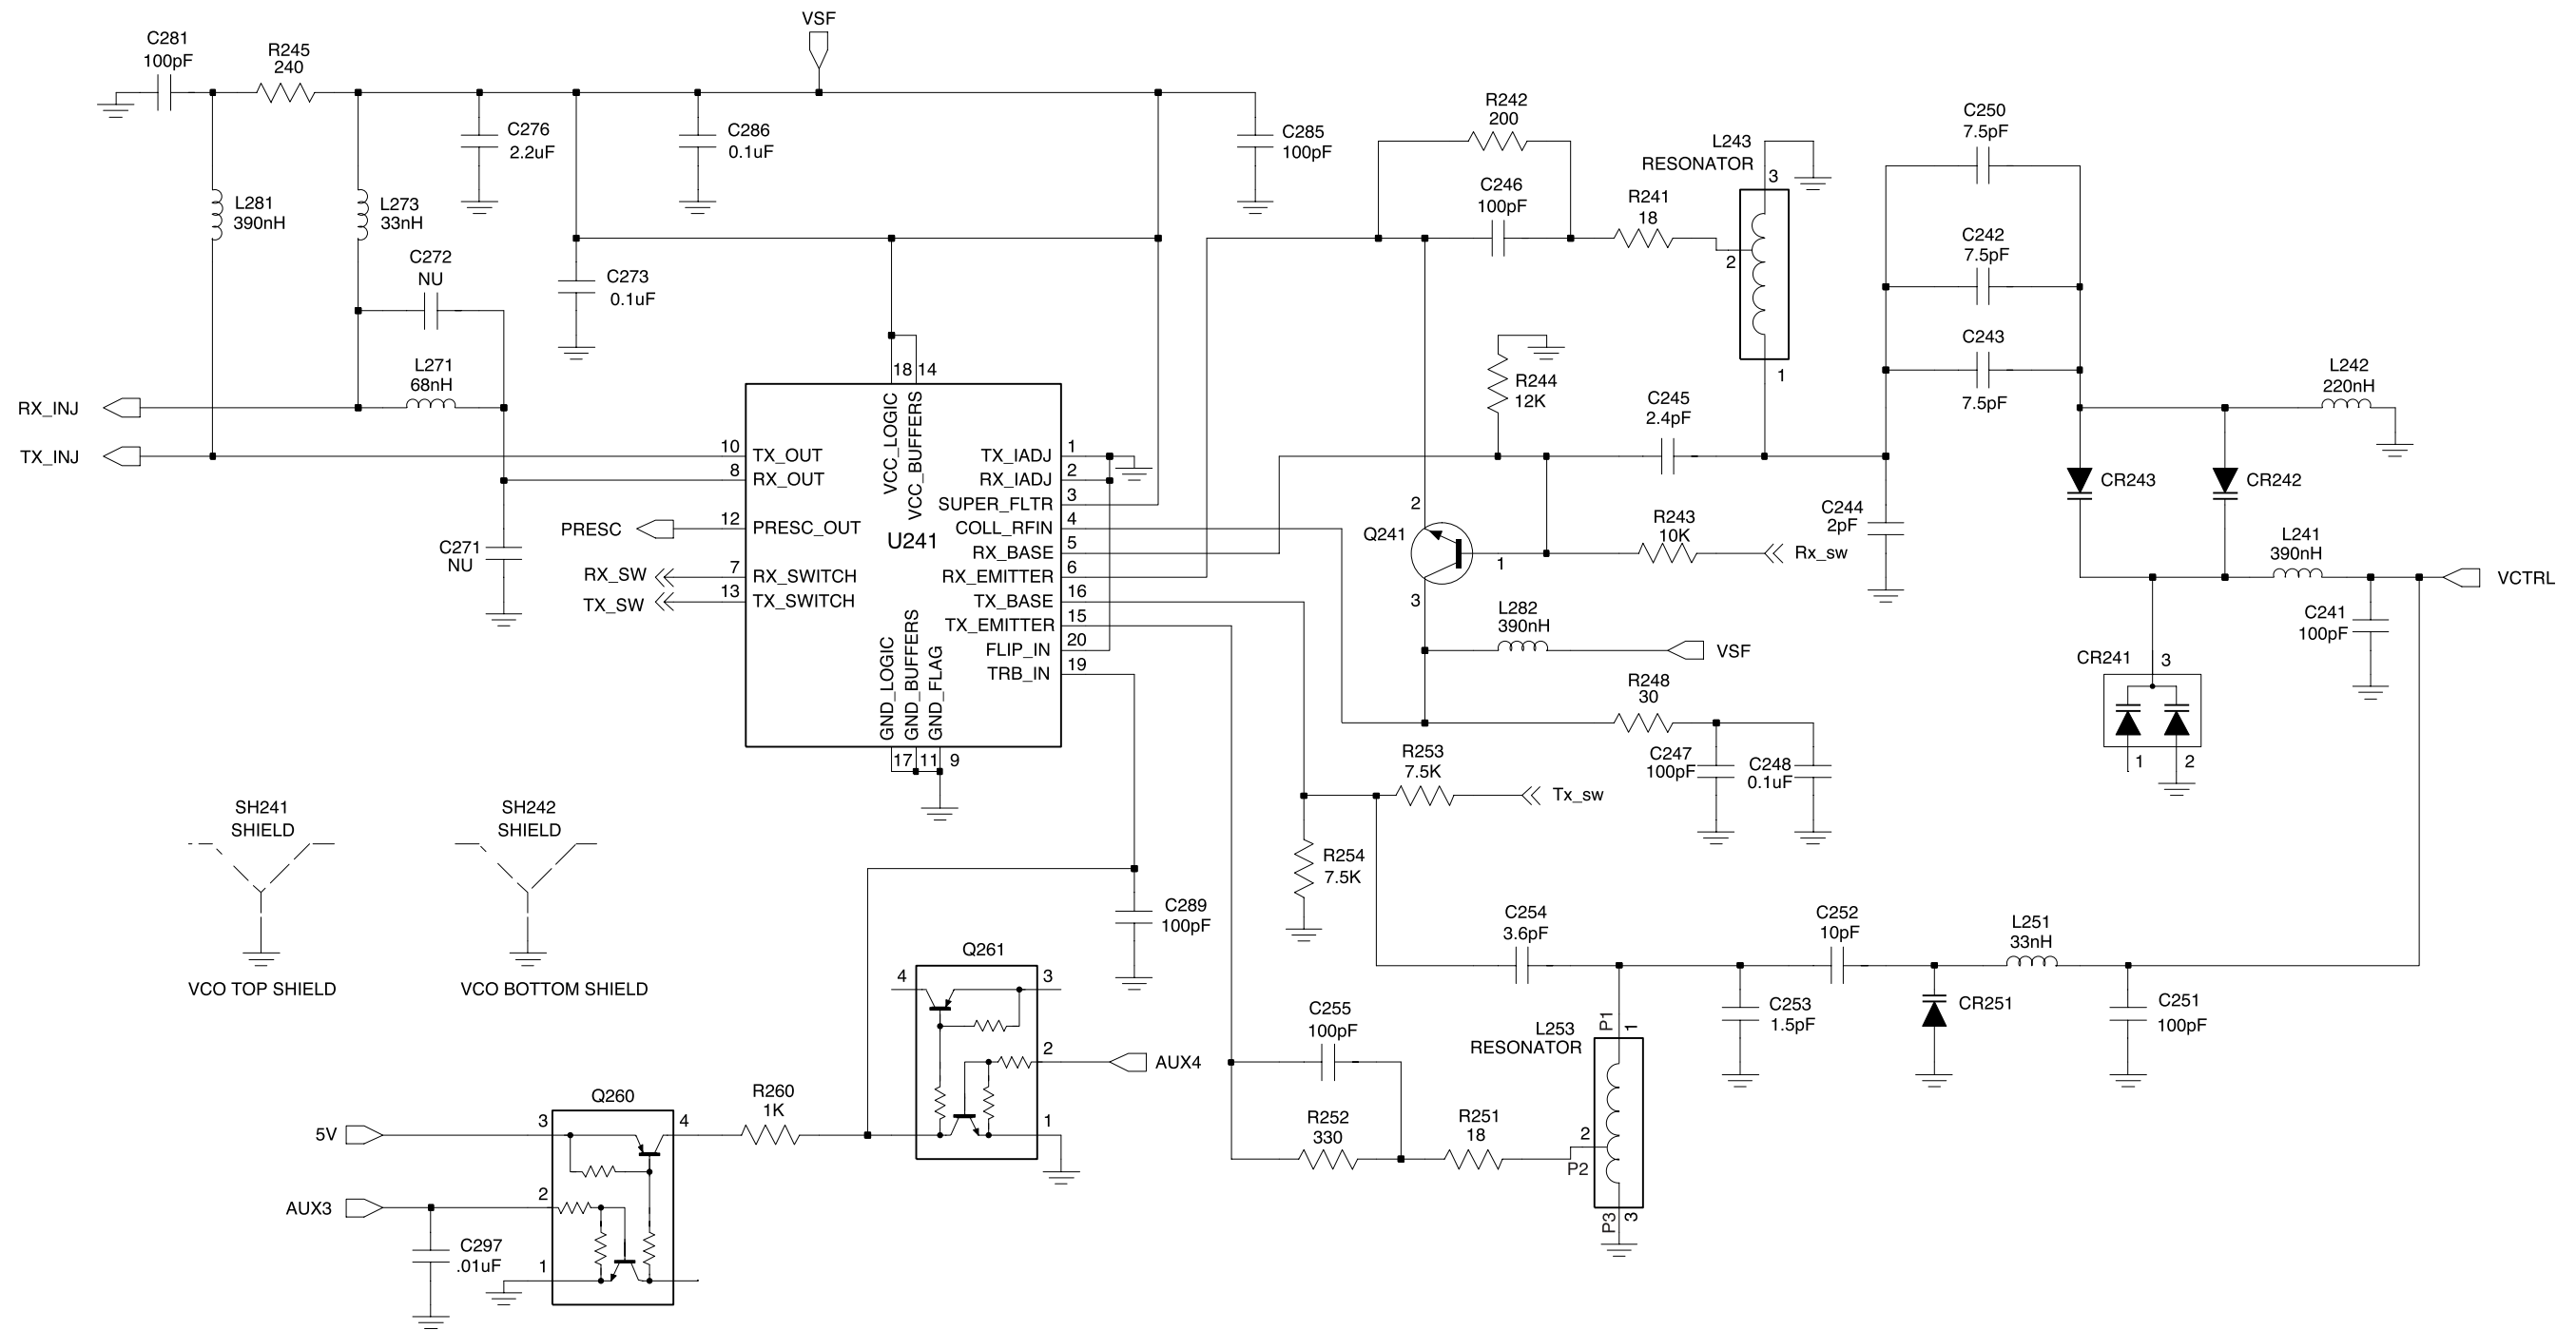 VSF
C281
100pF
R245
240
C276
2.2uF
C286
0.1uF
C285
100pF
R242
200
L243
RESONATOR
3
C250
7.5pF
L281
390nH
L273
33nH
C246
100pF
R241
18
2
C242
7.5pF
C272
NU
C273
0.1uF
C243
7.5pF
L271
68nH
R244
12K
C245
2.4pF
1
L242
220nH
RX_INJ
TX_INJ
18
14
VCC_LOGIC
VCC_BUFFERS
10
TX_OUT
8
RX_OUT
12
PRESC_OUT
PRESC
7
RX_SWITCH
RX_SW
13
TX_SWITCH
TX_SW
U241
TX_IADJ
1
RX_IADJ
2
SUPER_FLTR
3
COLL_RFIN
4
RX_BASE
5
RX_EMITTER
6
TX_BASE
16
TX_EMITTER
15
FLIP_IN
20
TRB_IN
19
GND_LOGIC
GND_BUFFERS
GND_FLAG
17
11
9
C271
NU
2
Q241
1
3
R243
10K
Rx_sw
C244
2pF
CR243
CR242
L241
390nH
VCTRL
C241
100pF
L282
390nH
VSF
CR241
3
1
2
R248
30
C247
100pF
C248
0.1uF
R253
7.5K
Tx_sw
R254
7.5K
SH241
SHIELD
VCO TOP SHIELD
SH242
SHIELD
VCO BOTTOM SHIELD
C289
100pF
C254
3.6pF
C252
10pF
L251
33nH
Q261
4
3
2
1
AUX4
C253
1.5pF
CR251
C251
100pF
C255
100pF
L253
RESONATOR
P1
1
2
P2
P3
3
R252
330
R251
18
Q260
3
4
2
1
5V
AUX3
R260
1K
C297
.01uF